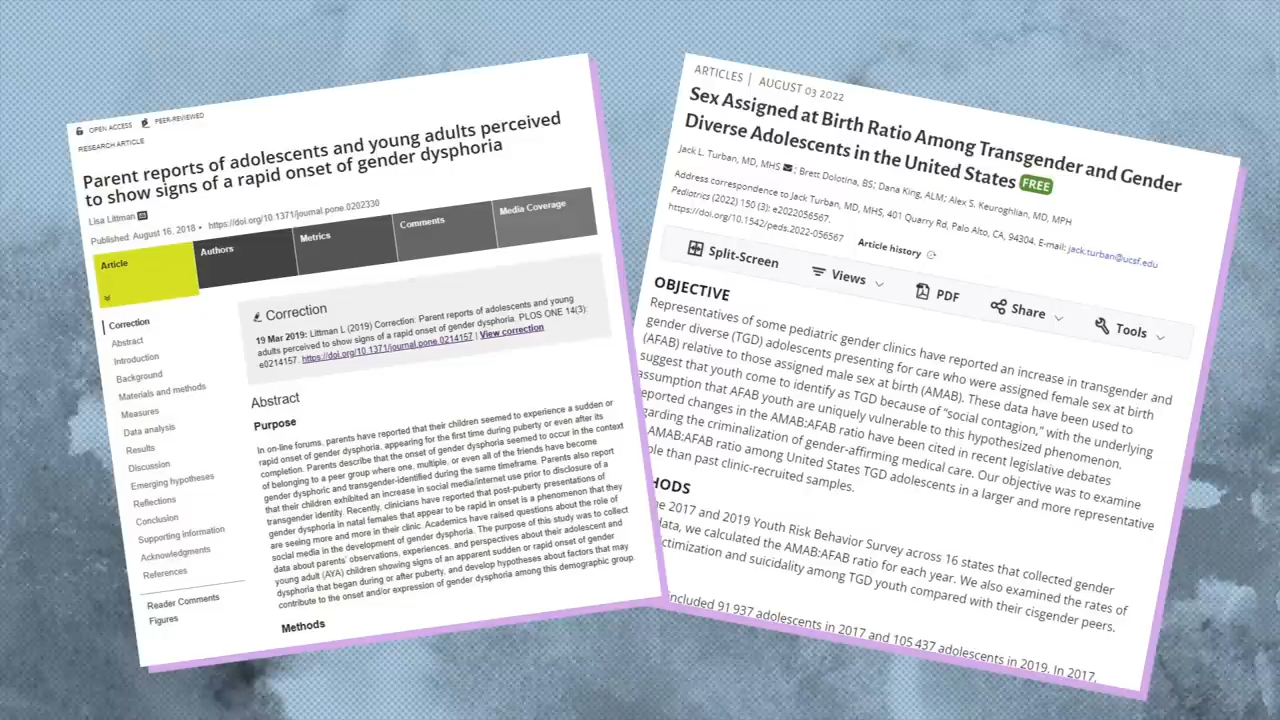 OPEN ACCESS PEER-REVIEWED
RESEARCH ARTICLE
Parent reports of adolescents and young adults perceived
to show signs of a rapid onset of gender dysphoria
Lisa Littman
Published: August 16, 2018 • https://doi.org/10.1371/journal.pone.0202330
Article
Authors
Metrics
Comments
Media Coverage
Correction
Abstract
Introduction
Background
Materials and methods
Measures
Data analysis
Results
Discussion
Emerging hypotheses
Reflections
Conclusion
Supporting information
Acknowledgments
References
Reader Comments
Figures
Correction
19 Mar 2019: Littman L (2019) Correction: Parent reports of adolescents and young
adults perceived to show signs of a rapid onset of gender dysphoria. PLOS ONE 14(3):
e0214157. https://doi.org/10.1371/journal.pone.0214157 | View correction
Abstract
Purpose
In on-line forums, parents have reported that their children seemed to experience a sudden or
rapid onset of gender dysphoria, appearing for the first time during puberty or even after its
completion. Parents describe that the onset of gender dysphoria seemed to occur in the context
of belonging to a peer group where one, multiple, or even all of the friends have become
gender dysphoric and transgender-identified during the same timeframe. Parents also report
that their children exhibited an increase in social media/internet use prior to disclosure of a
transgender identity. Recently, clinicians have reported that post-puberty presentations of
gender dysphoria in natal females that appear to be rapid in onset is a phenomenon that they
are seeing more and more in their clinic. Academics have raised questions about the role of
social media in the development of gender dysphoria. The purpose of this study was to collect
data about parents' observations, experiences, and perspectives about their adolescent and
young adult (AYA) children showing signs of an apparent sudden or rapid onset of gender
dysphoria that began during or after puberty, and develop hypotheses about factors that may
contribute to the onset and/or expression of gender dysphoria among this demographic group.
Methods
ARTICLES | AUGUST 03 2022
Sex Assigned at Birth Ratio Among Transgender and Gender
Diverse Adolescents in the United States FREE
Jack L. Turban, MD, MHS ; Brett Dolotina, BS; Dana King, ALM; Alex S. Keuroghlian, MD, MPH
Address correspondence to Jack Turban, MD, MHS, 401 Quarry Rd, Palo Alto, CA, 94304. E-mail: jack.turban@ucsf.edu
Pediatrics (2022) 150 (3): e2022056567.
https://doi.org/10.1542/peds.2022-056567 Article history
Split-Screen Views PDF Share Tools
OBJECTIVE
Representatives of some pediatric gender clinics have reported an increase in transgender and
gender diverse (TGD) adolescents presenting for care who were assigned female sex at birth
(AFAB) relative to those assigned male sex at birth (AMAB). These data have been used to
suggest that youth come to identify as TGD because of “social contagion,” with the underlying
assumption that AFAB youth are uniquely vulnerable to this hypothesized phenomenon.
reported changes in the AMAB:AFAB ratio have been cited in recent legislative debates
garding the criminalization of gender-affirming medical care. Our objective was to examine
AMAB:AFAB ratio among United States TGD adolescents in a larger and more representative
ple than past clinic-recruited samples.
HODS
he 2017 and 2019 Youth Risk Behavior Survey across 16 states that collected gender
data, we calculated the AMAB:AFAB ratio for each year. We also examined the rates of
ctimization and suicidality among TGD youth compared with their cisgender peers.
included 91 937 adolescents in 2017 and 105 437 adolescents in 2019. In 2017,